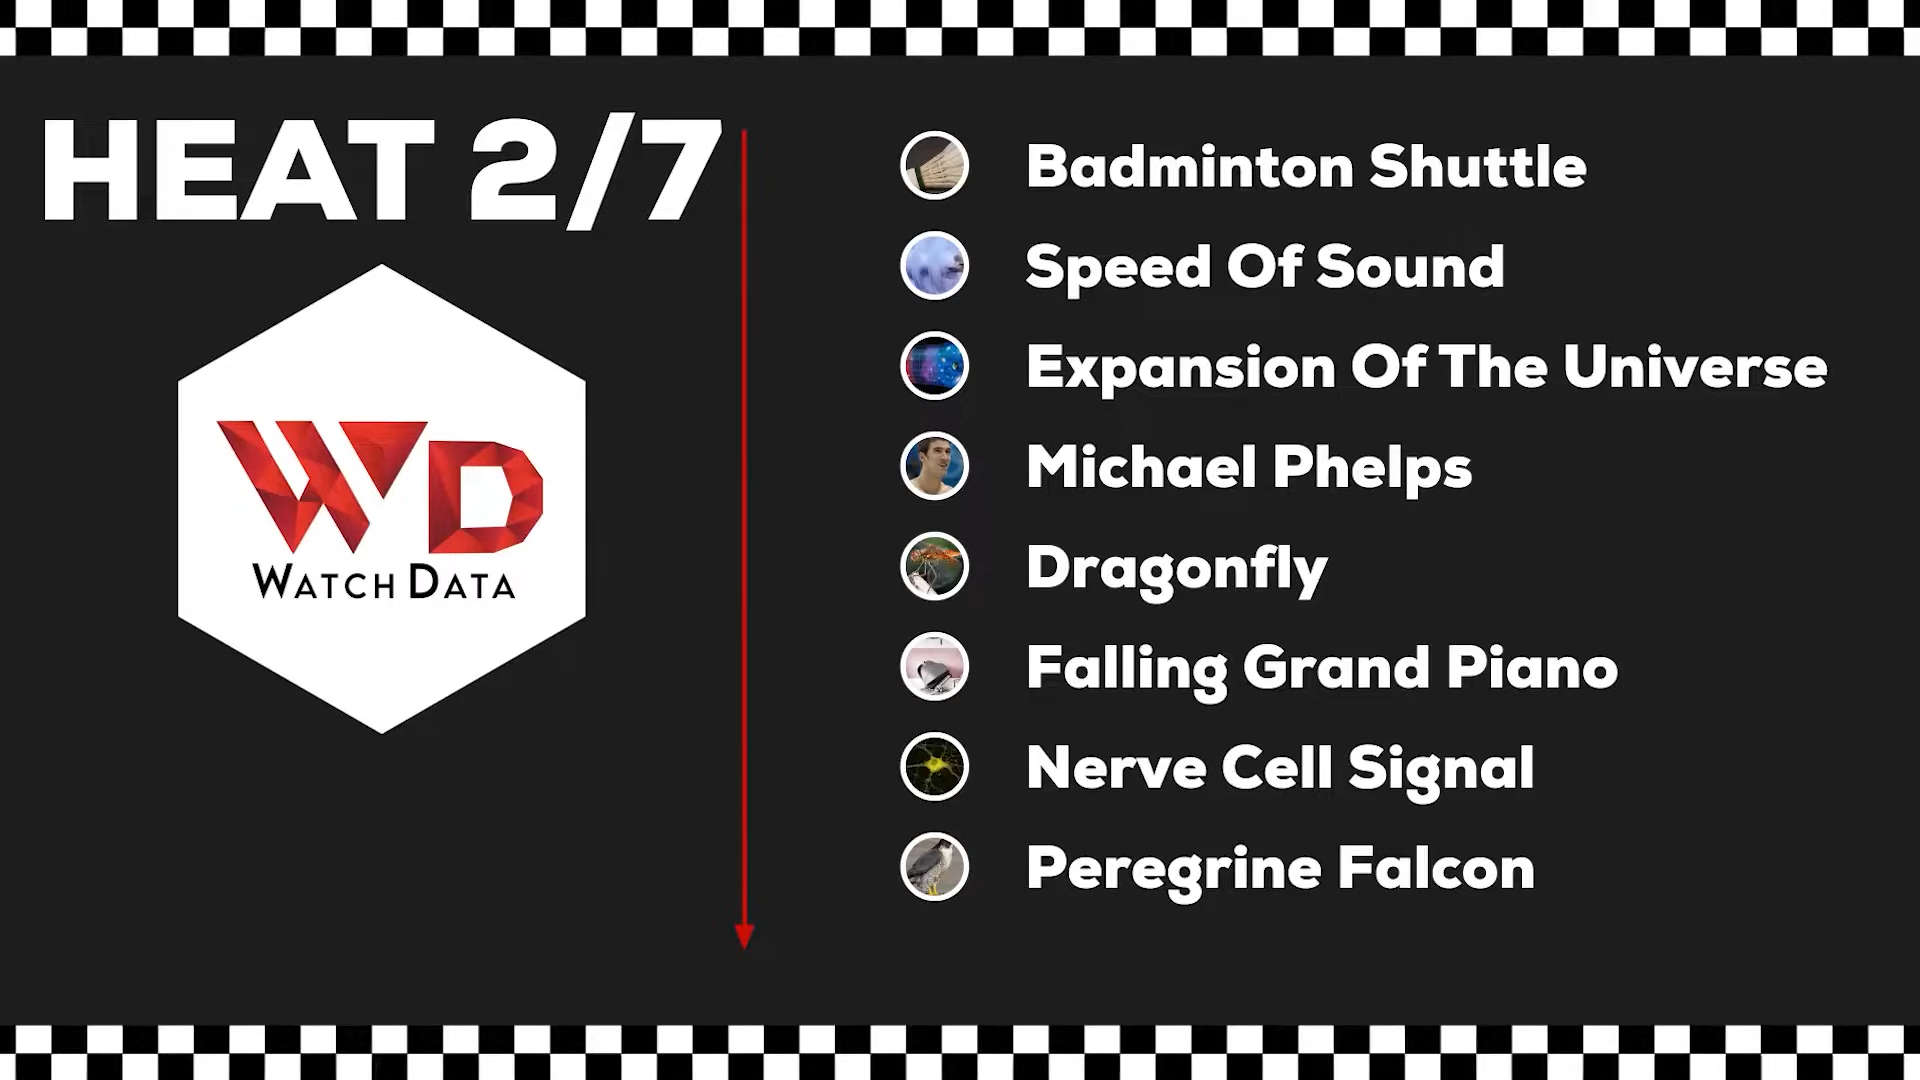 HEAT 2/7
WD
WATCH DATA
Badminton Shuttle
Speed Of Sound
Expansion Of The Universe
Michael Phelps
Dragonfly
Falling Grand Piano
Nerve Cell Signal
Peregrine Falcon